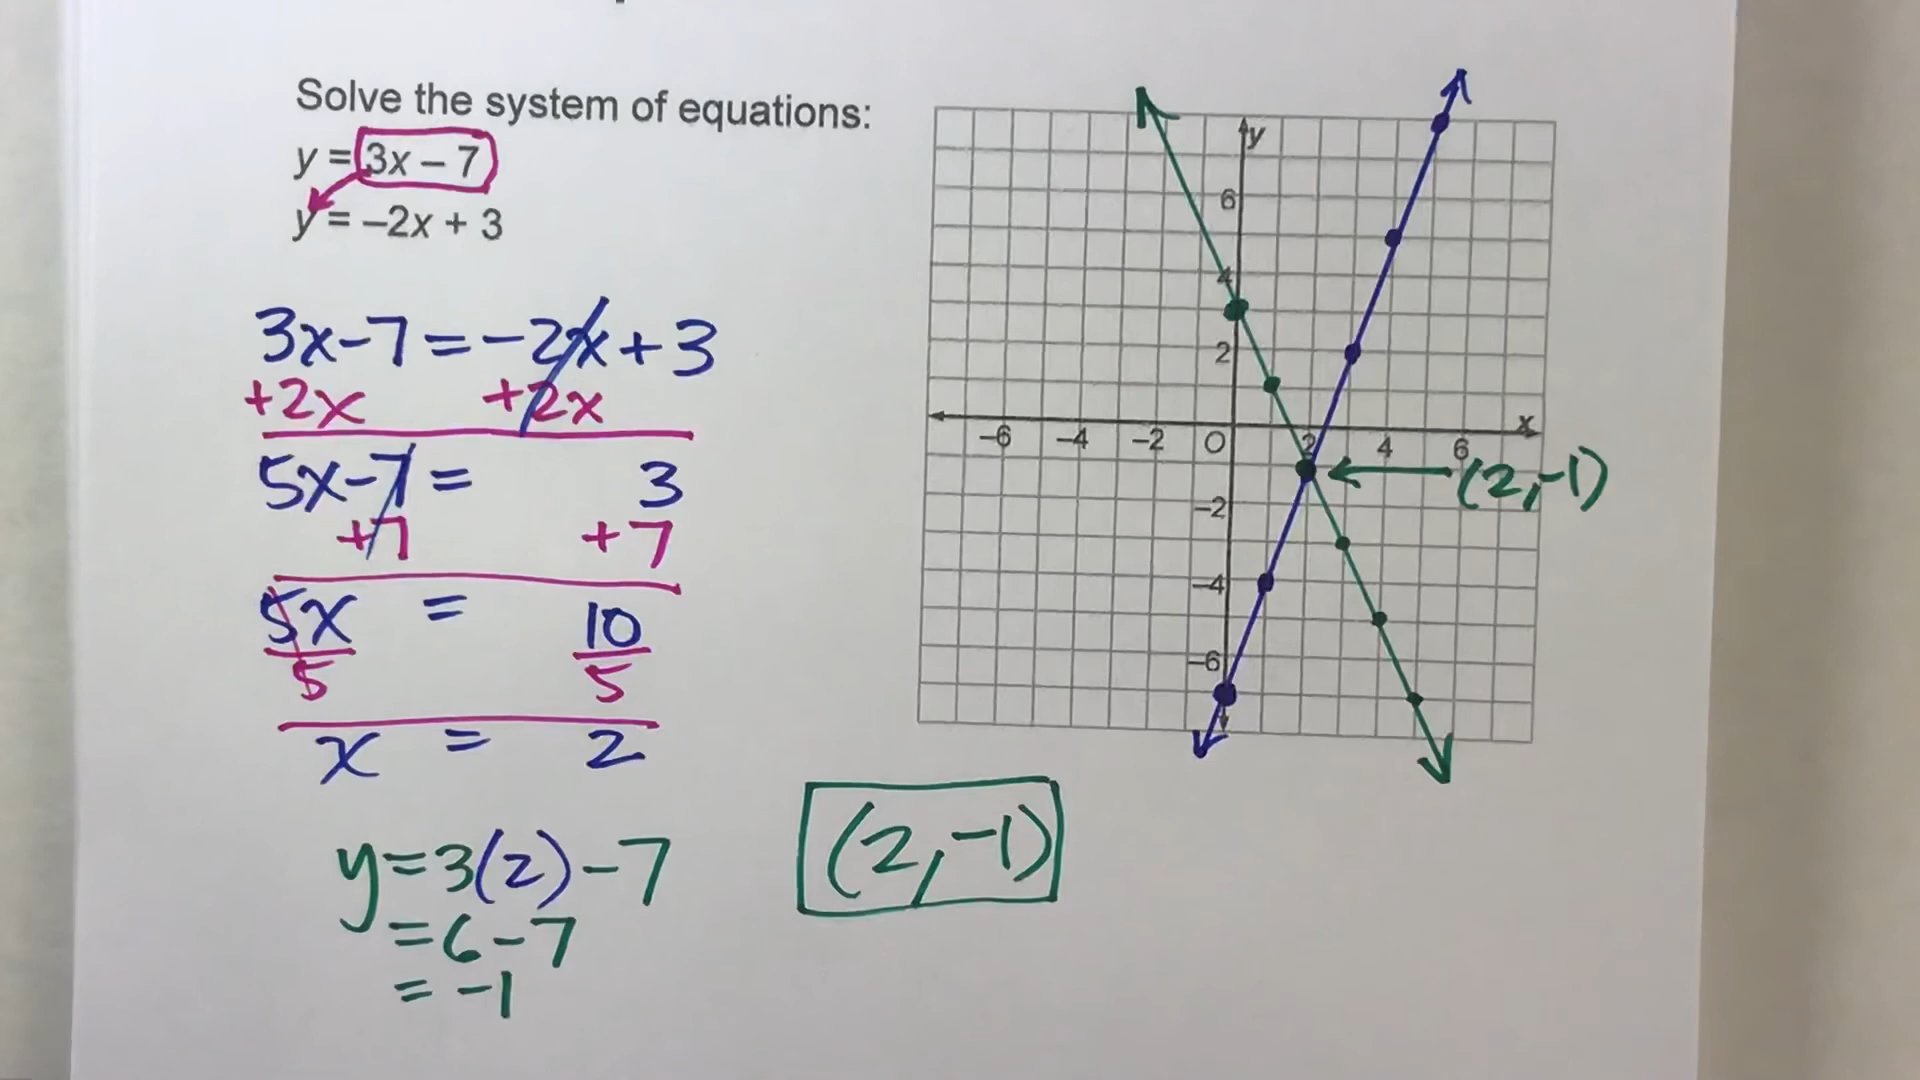 Solve the system of equations:
y = 3x – 7
y = –2x + 3
3x-7=-2x+3
+2x +2x
5x-7= 3
+7 +7
5x = 10
5 5
x = 2
y=3(2)-7
=6-7
= -1
(2,-1)
y
6
4
2
–6 –4 –2 O 2 4 6 x
(2,-1)
–2
–4
–6